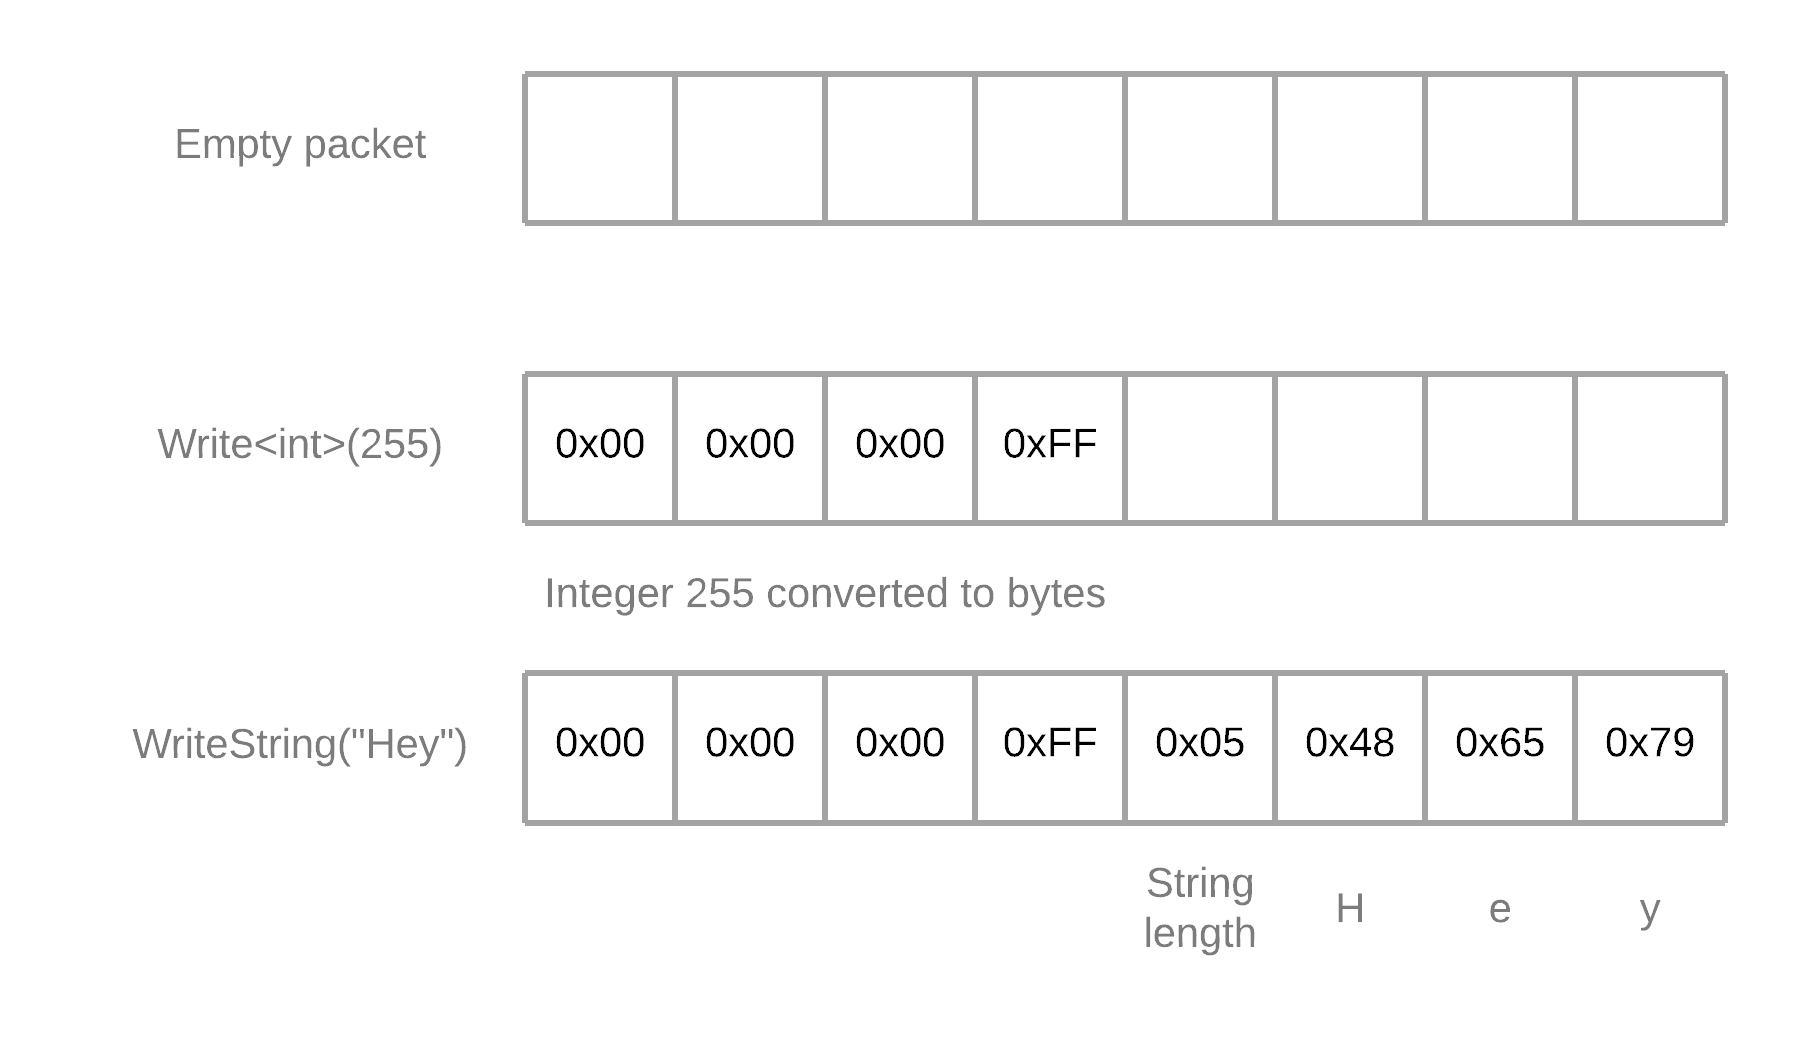 Empty packet
Write<int>(255)
0x00 0x00 0x00 0xFF
Integer 255 converted to bytes
WriteString("Hey")
0x00 0x00 0x00 0xFF 0x05 0x48 0x65 0x79
String
length
H e y